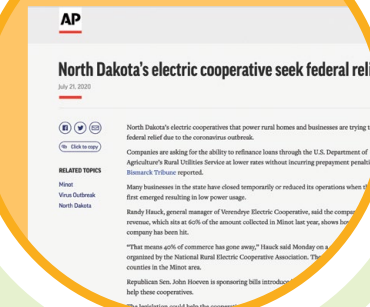 AP
North Dakota's electric cooperative seek federal reli
July 21, 2020
Click to copy
RELATED TOPICS
Minot
Virus Outbreak
North Dakota
North Dakota's electric cooperatives that power rural homes and businesses are trying t
federal relief due to the coronavirus outbreak.
Companies are asking for the ability to refinance loans through the U.S. Department of
Agriculture's Rural Utilities Service at lower rates without incurring prepayment penalti
Bismarck Tribune reported.
Many businesses in the state have closed temporarily or reduced its operations when th
first emerged resulting in low power usage.
Randy Hauck, general manager of Verendrye Electric Cooperative, said the compa
revenue, which sits at 60% of the amount collected in Minot last year, shows
company has been hit.
"That means 40% of commerce has gone away," Hauck said Monday on a
organized by the National Rural Electric Cooperative Association.
counties in the Minot area.
Republican Sen. John Hoeven is sponsoring bills introduc
help these cooperatives.
The legislation could help the cooperati